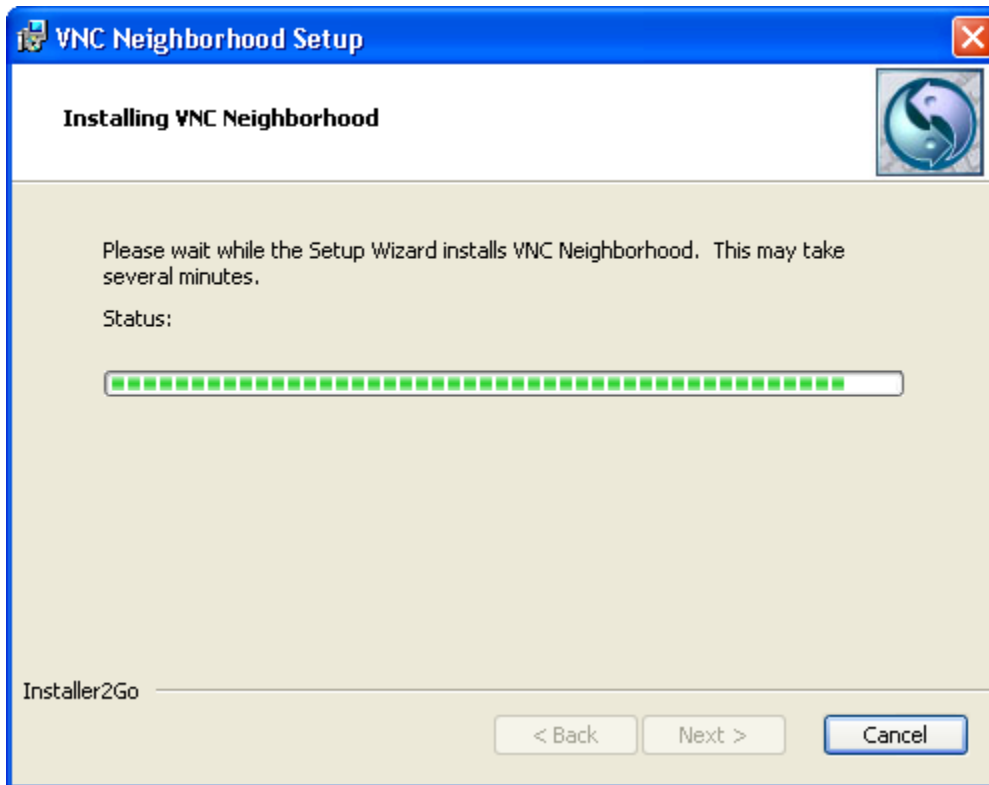 VNC Neighborhood Setup
Installing VNC Neighborhood
Please wait while the Setup Wizard installs VNC Neighborhood.  This may take
several minutes.
Status:
Installer2Go
< Back
Next >
Cancel